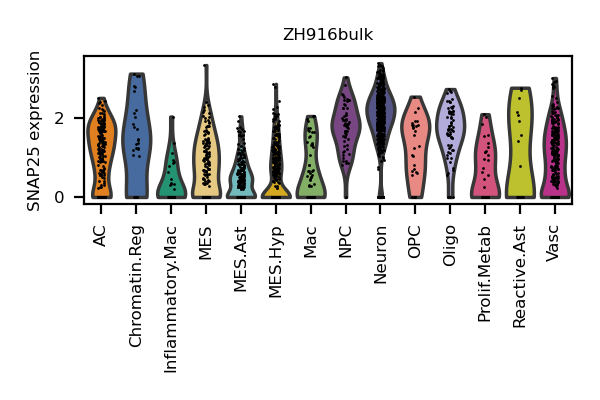 ZH916bulk
SNAP25 expression
2
0
AC
Chromatin.Reg
Inflammatory.Mac
MES
MES.Ast
MES.Hyp
Mac
NPC
Neuron
OPC
Oligo
Prolif.Metab
Reactive.Ast
Vasc